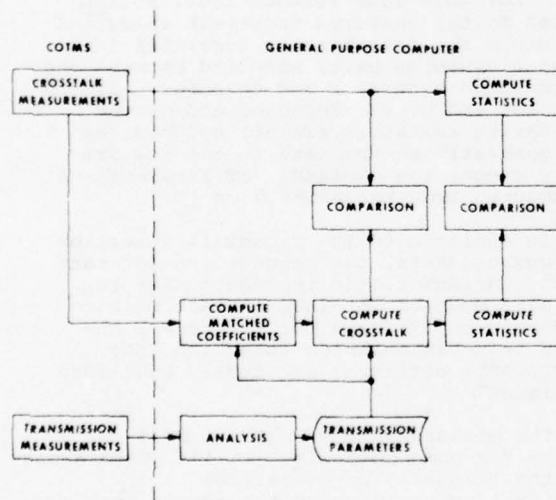 COTMS
GENERAL PURPOSE COMPUTER
CROSSTALK
MEASUREMENTS
COMPUTE
STATISTICS
COMPARISON
COMPARISON
COMPUTE
MATCHED
COEFFICIENTS
COMPUTE
CROSSTALK
COMPUTE
STATISTICS
TRANSMISSION
MEASUREMENTS
ANALYSIS
TRANSMISSION
PARAMETERS